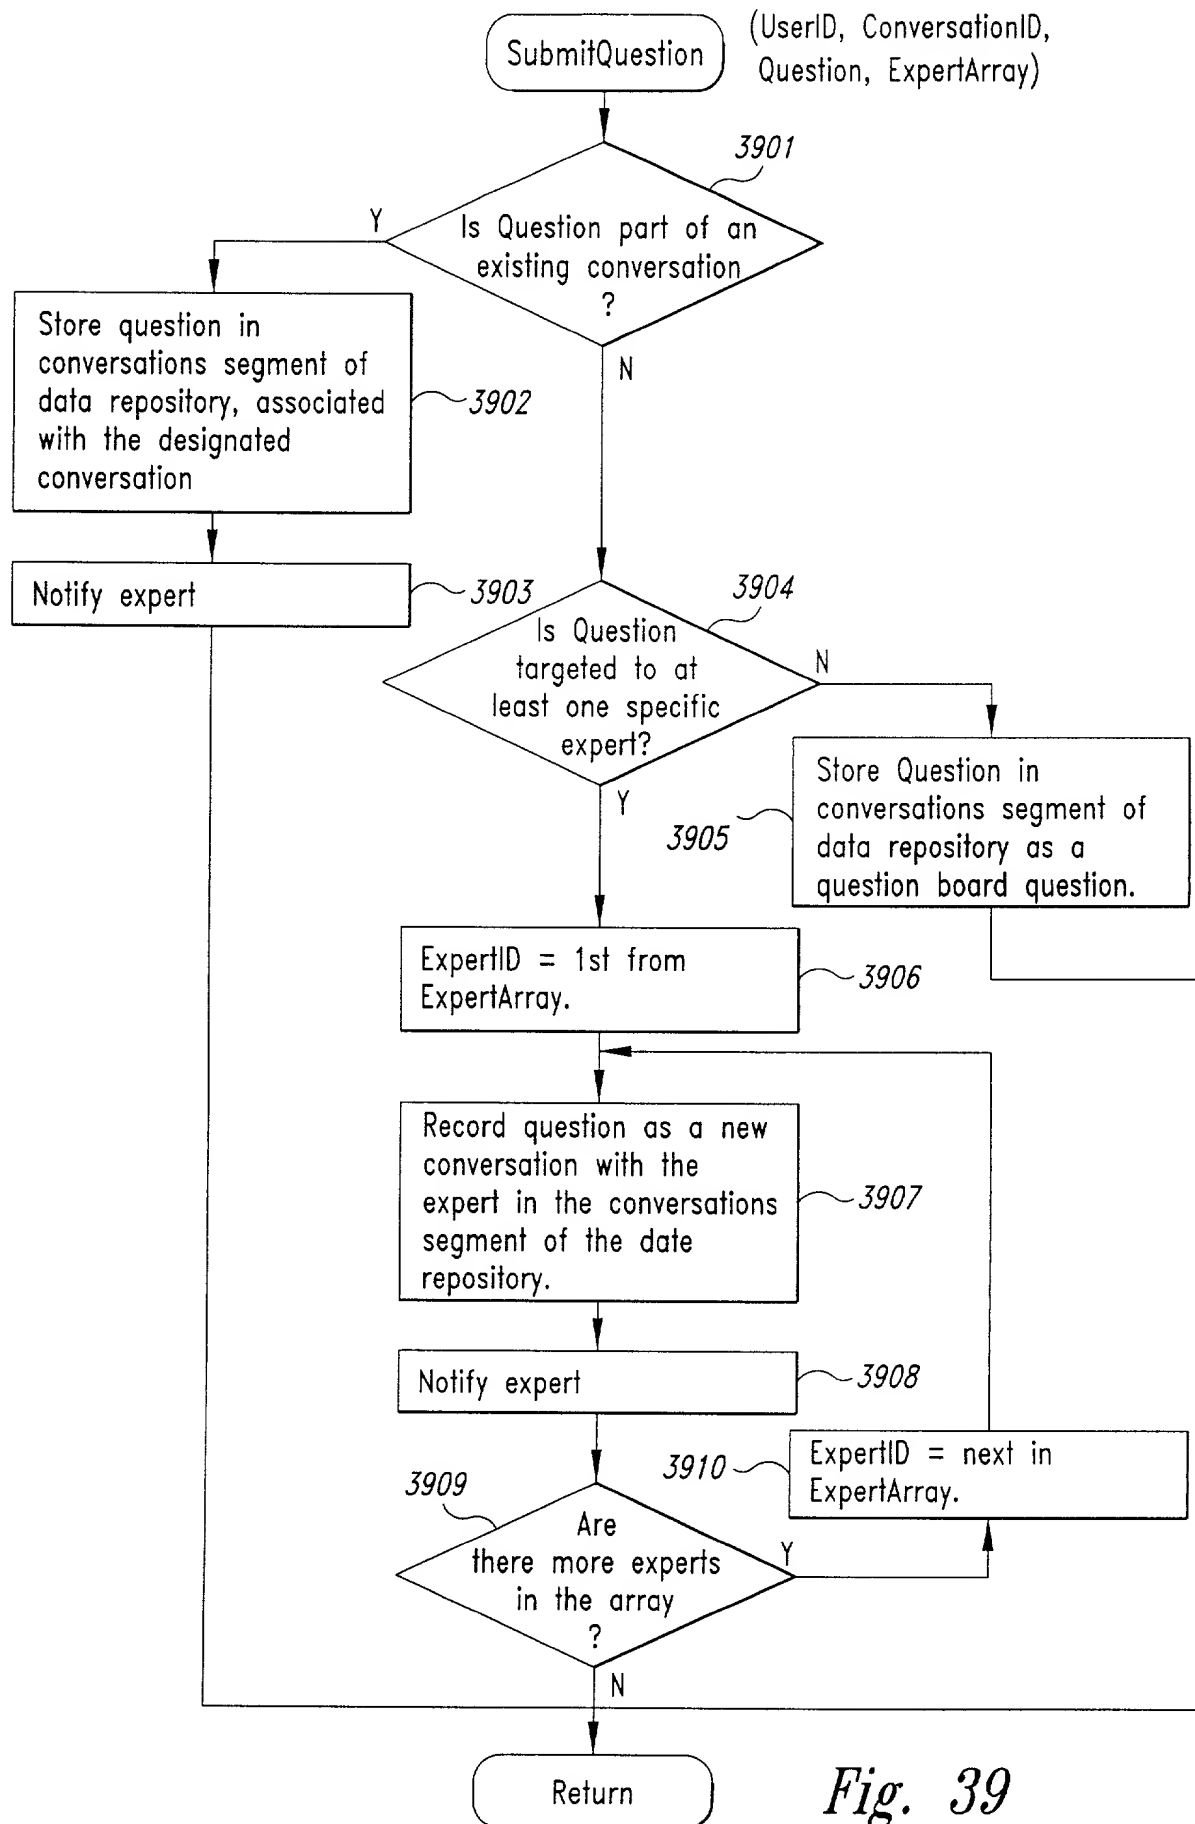 SubmitQuestion
(UserID, ConversationID,
Question, ExpertArray)
3901
Y
Is Question part of an
existing conversation
?
N
Store question in
conversations segment of
data repository, associated
with the designated
conversation
3902
Notify expert
3903
3904
Is Question
targeted to at
least one specific
expert?
N
Y
Store Question in
conversations segment of
data repository as a
question board question.
3905
ExpertID = 1st from
ExpertArray.
3906
Record question as a new
conversation with the
expert in the conversations
segment of the date
repository.
3907
Notify expert
3908
3910
ExpertID = next in
ExpertArray.
3909
Are
there more experts
in the array
?
Y
N
Return
Fig. 39